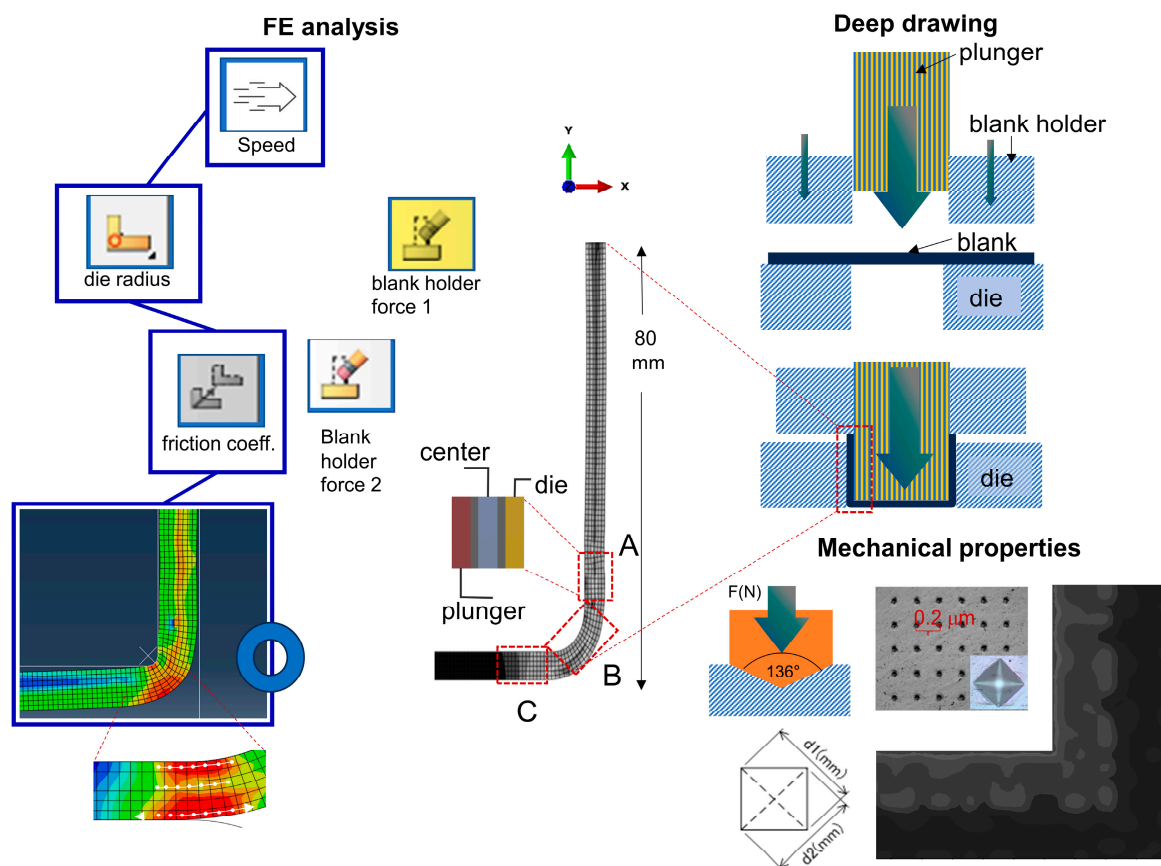 FE analysis
Speed
die radius
friction coeff.
blank holder
force 1
Blank
holder
force 2
Y
X
Z
80
mm
center
die
plunger
A
B
C
Deep drawing
plunger
blank holder
blank
die
die
Mechanical properties
F(N)
136°
0.2 μm
d1(mm)
d2(mm)